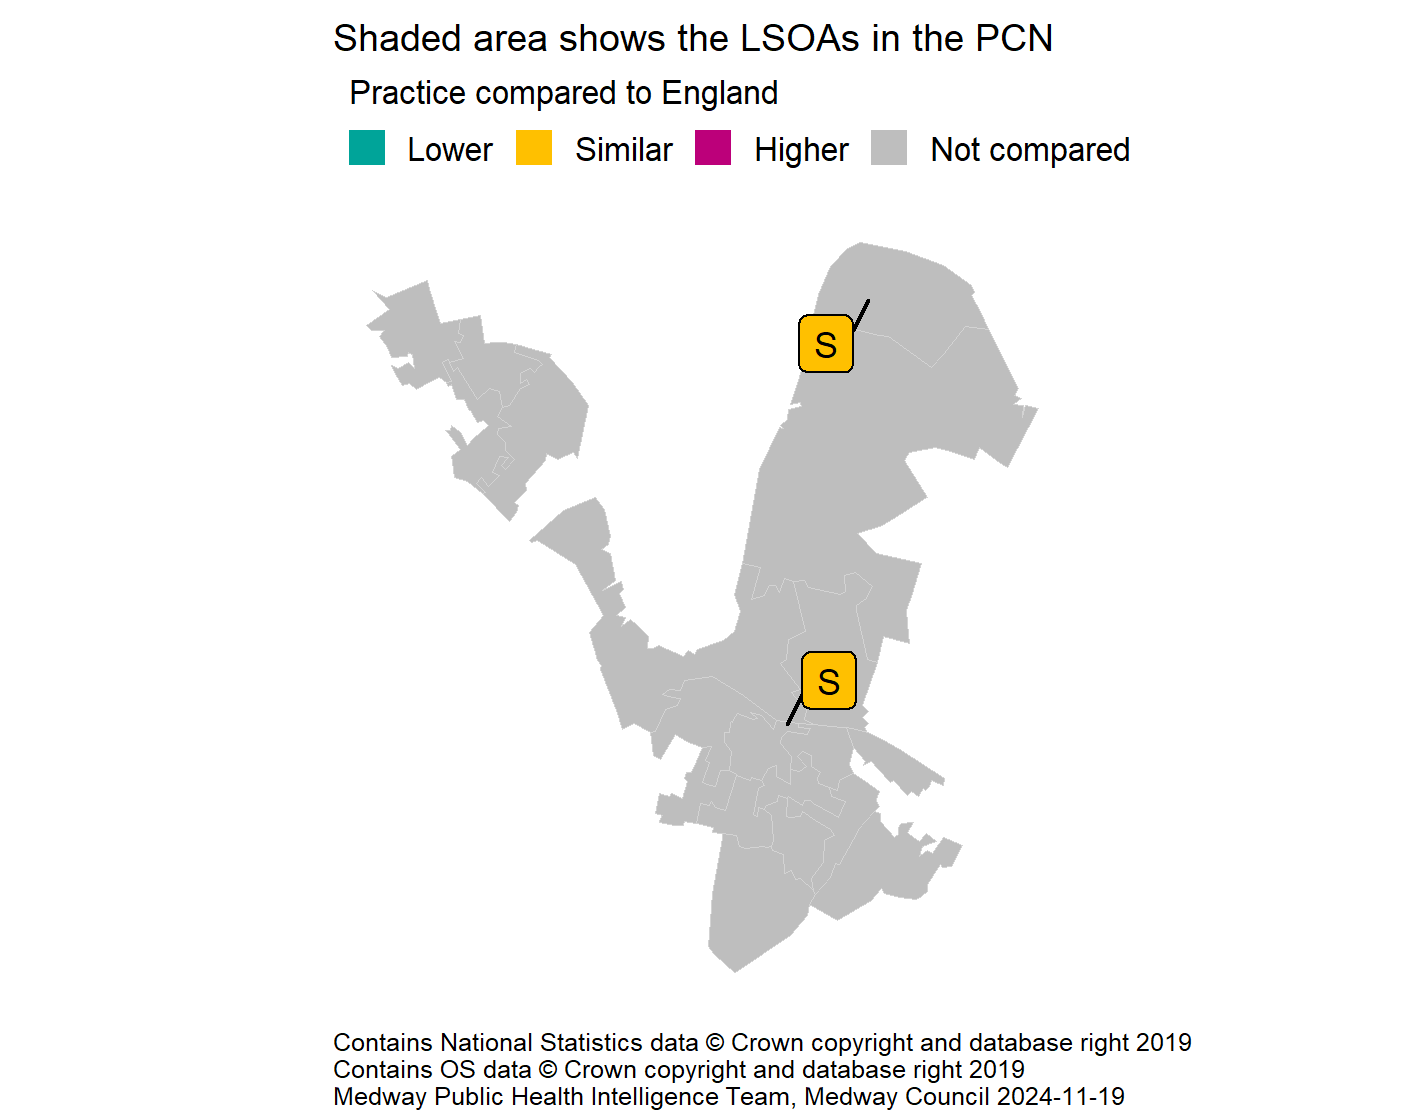 Shaded area shows the LSOAs in the PCN
Practice compared to England
Lower Similar Higher Not compared
S
S
Contains National Statistics data © Crown copyright and database right 2019
Contains OS data © Crown copyright and database right 2019
Medway Public Health Intelligence Team, Medway Council 2024-11-19